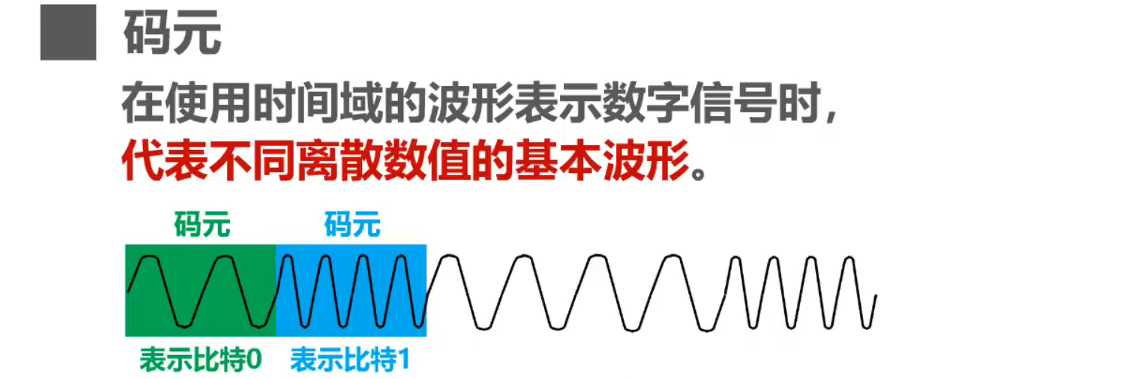 码元
在使用时间域的波形表示数字信号时，
代表不同离散数值的基本波形。
码元 码元
表示比特0 表示比特1